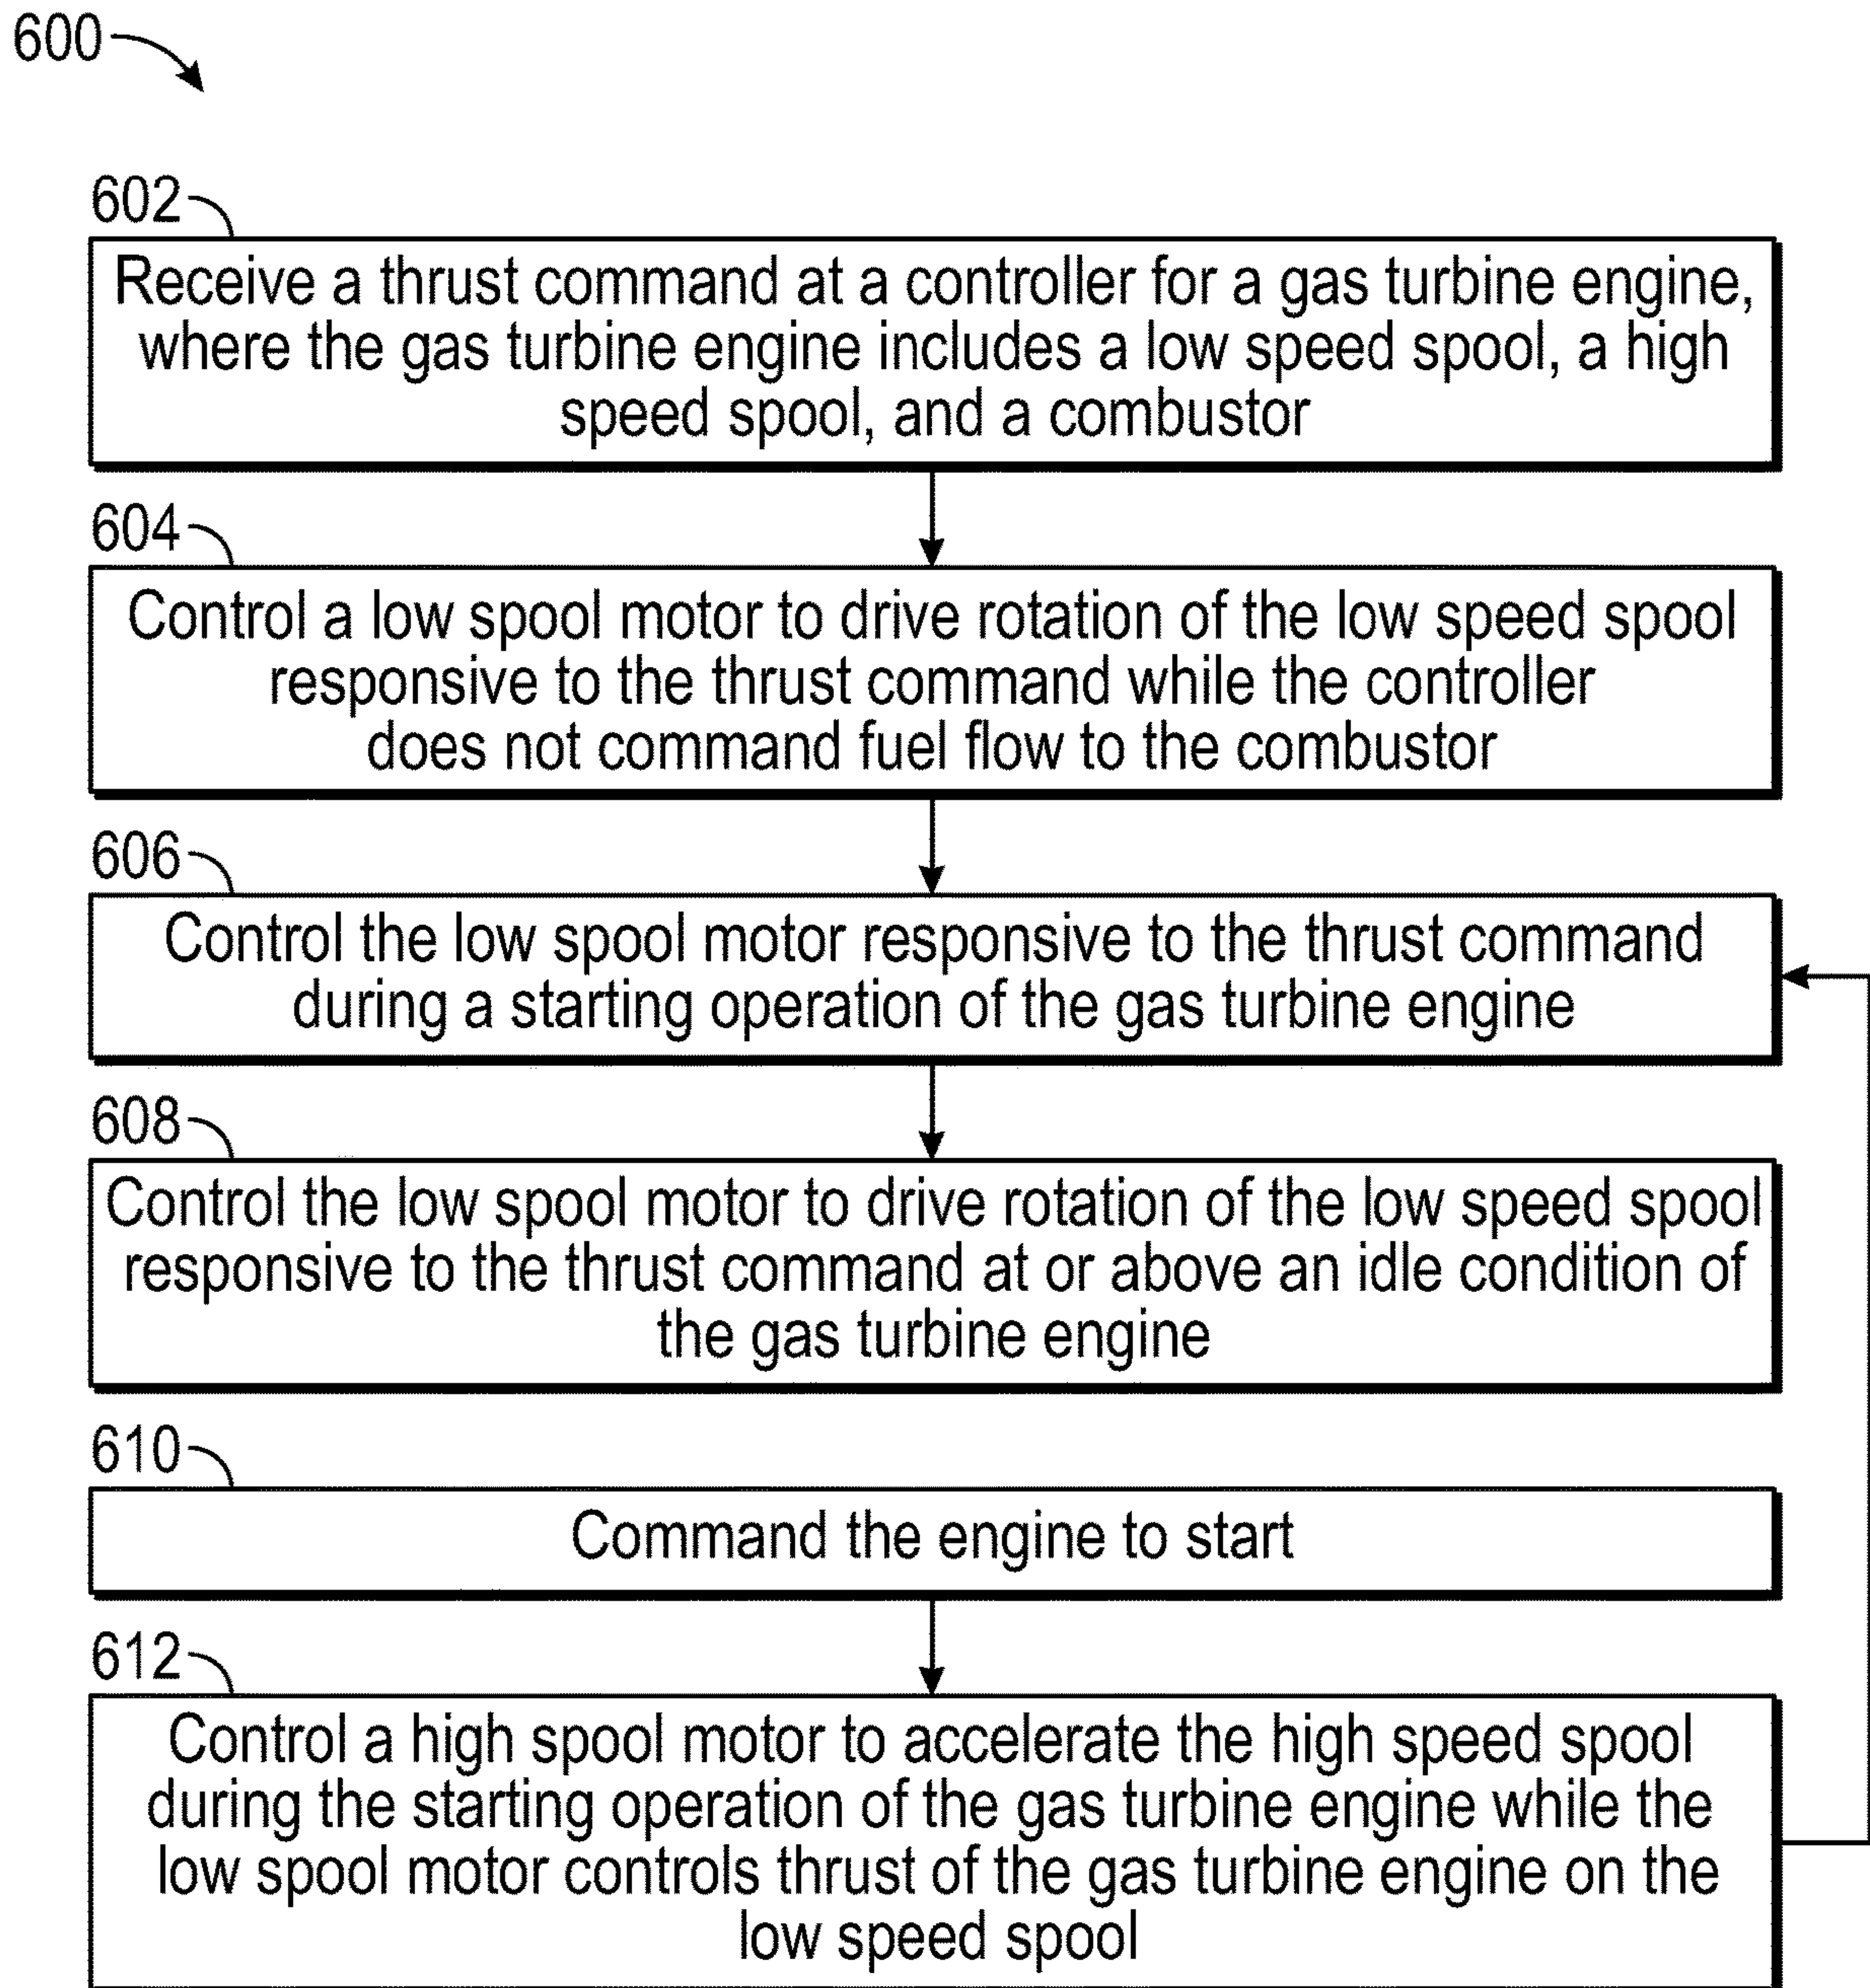 600
602
Receive a thrust command at a controller for a gas turbine engine,
where the gas turbine engine includes a low speed spool, a high
speed spool, and a combustor
604
Control a low spool motor to drive rotation of the low speed spool
responsive to the thrust command while the controller
does not command fuel flow to the combustor
606
Control the low spool motor responsive to the thrust command
during a starting operation of the gas turbine engine
608
Control the low spool motor to drive rotation of the low speed spool
responsive to the thrust command at or above an idle condition of
the gas turbine engine
610
Command the engine to start
612
Control a high spool motor to accelerate the high speed spool
during the starting operation of the gas turbine engine while the
low spool motor controls thrust of the gas turbine engine on the
low speed spool